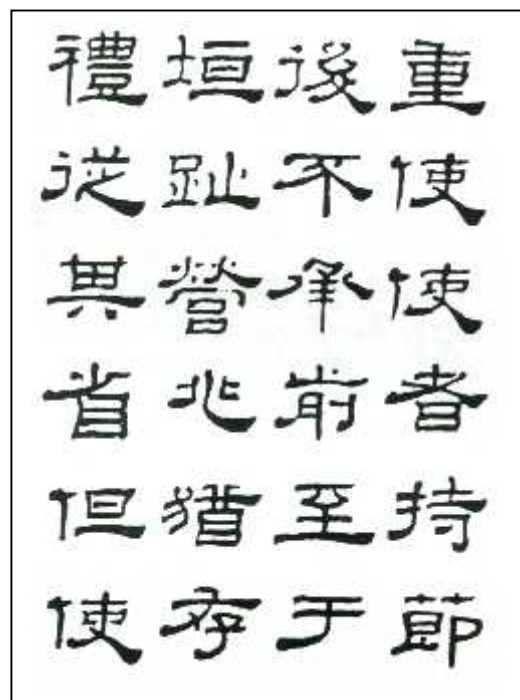 重使使者持節
後不承前至于
垣趾營兆猶存
禮從其省但使